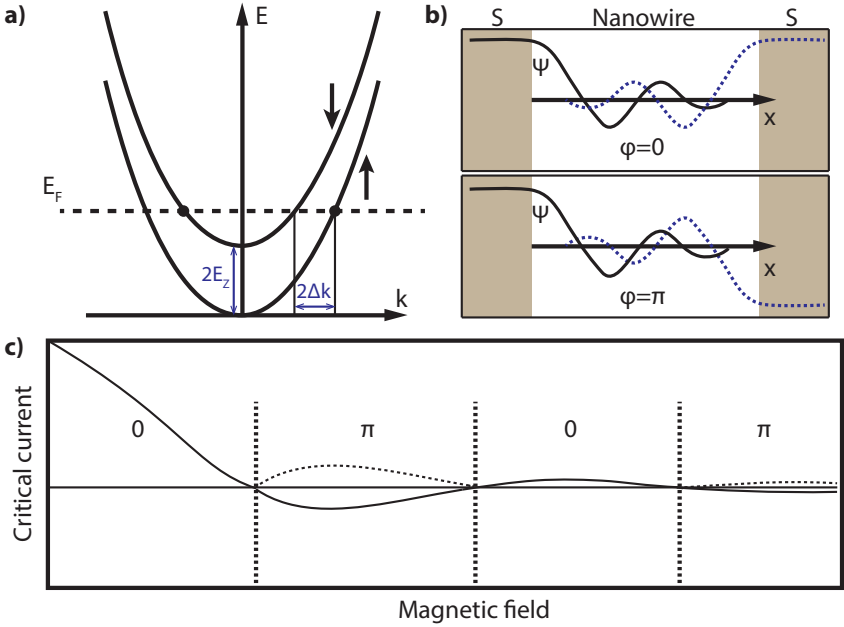 a)
E
E_F
2E_Z
2Δk
k
b)
S Nanowire S
Ψ
x
φ=0
Ψ
x
φ=π
c)
Critical current
0 π 0 π
Magnetic field